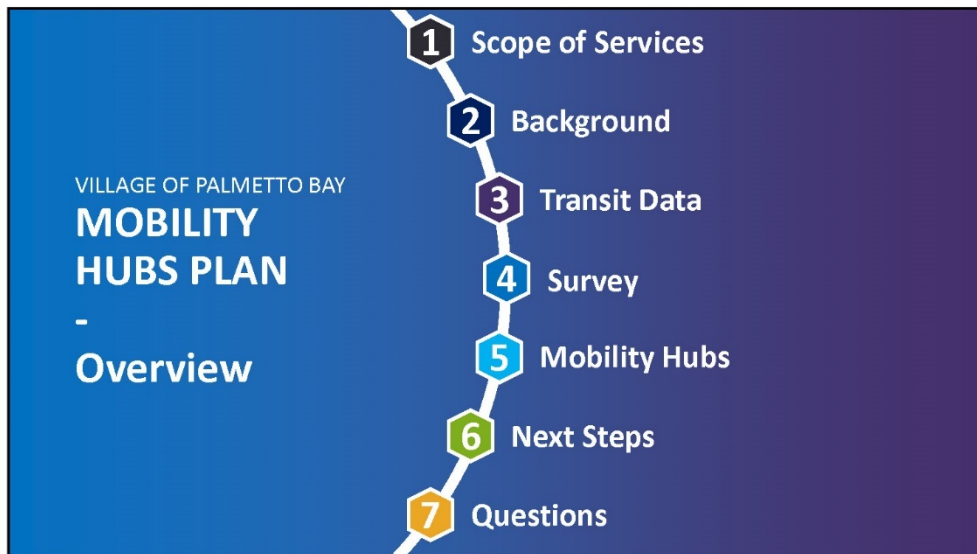 VILLAGE OF PALMETTO BAY
MOBILITY
HUBS PLAN
-
Overview
1 Scope of Services
2 Background
3 Transit Data
4 Survey
5 Mobility Hubs
6 Next Steps
7 Questions